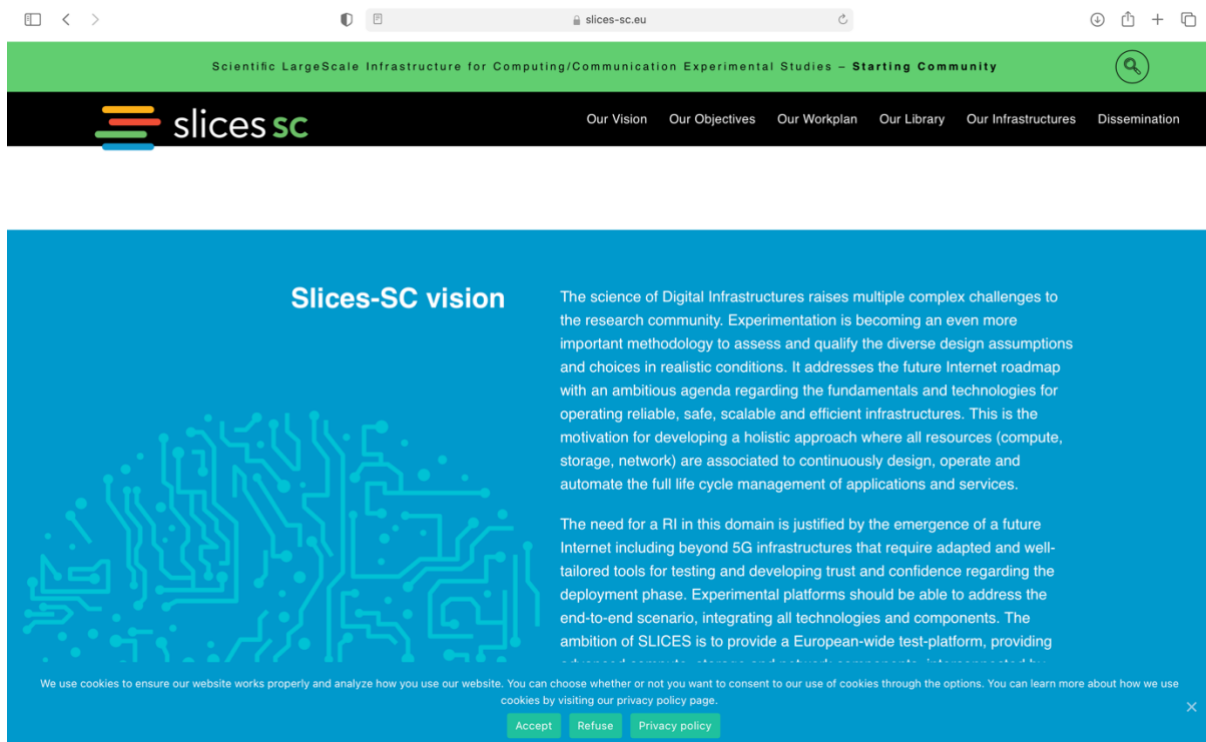 slices-sc.eu
Scientific LargeScale Infrastructure for Computing/Communication Experimental Studies – Starting Community
slices sc
Our Vision Our Objectives Our Workplan Our Library Our Infrastructures Dissemination
Slices-SC vision
The science of Digital Infrastructures raises multiple complex challenges to
the research community. Experimentation is becoming an even more
important methodology to assess and qualify the diverse design assumptions
and choices in realistic conditions. It addresses the future Internet roadmap
with an ambitious agenda regarding the fundamentals and technologies for
operating reliable, safe, scalable and efficient infrastructures. This is the
motivation for developing a holistic approach where all resources (compute,
storage, network) are associated to continuously design, operate and
automate the full life cycle management of applications and services.
The need for a RI in this domain is justified by the emergence of a future
Internet including beyond 5G infrastructures that require adapted and well-
tailored tools for testing and developing trust and confidence regarding the
deployment phase. Experimental platforms should be able to address the
end-to-end scenario, integrating all technologies and components. The
ambition of SLICES is to provide a European-wide test-platform, providing
We use cookies to ensure our website works properly and analyze how you use our website. You can choose whether or not you want to consent to our use of cookies through the options. You can learn more about how we use
cookies by visiting our privacy policy page.
Accept Refuse Privacy policy